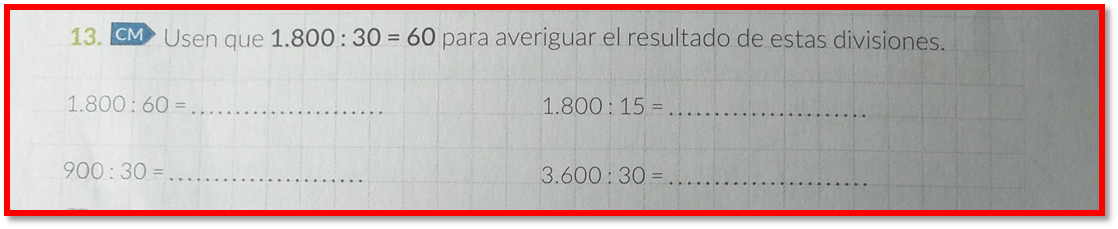 13. CM Usen que 1.800 : 30 = 60 para averiguar el resultado de estas divisiones.
1.800 : 60 = ......................
1.800 : 15 = ......................
900 : 30 = ......................
3.600 : 30 = ......................